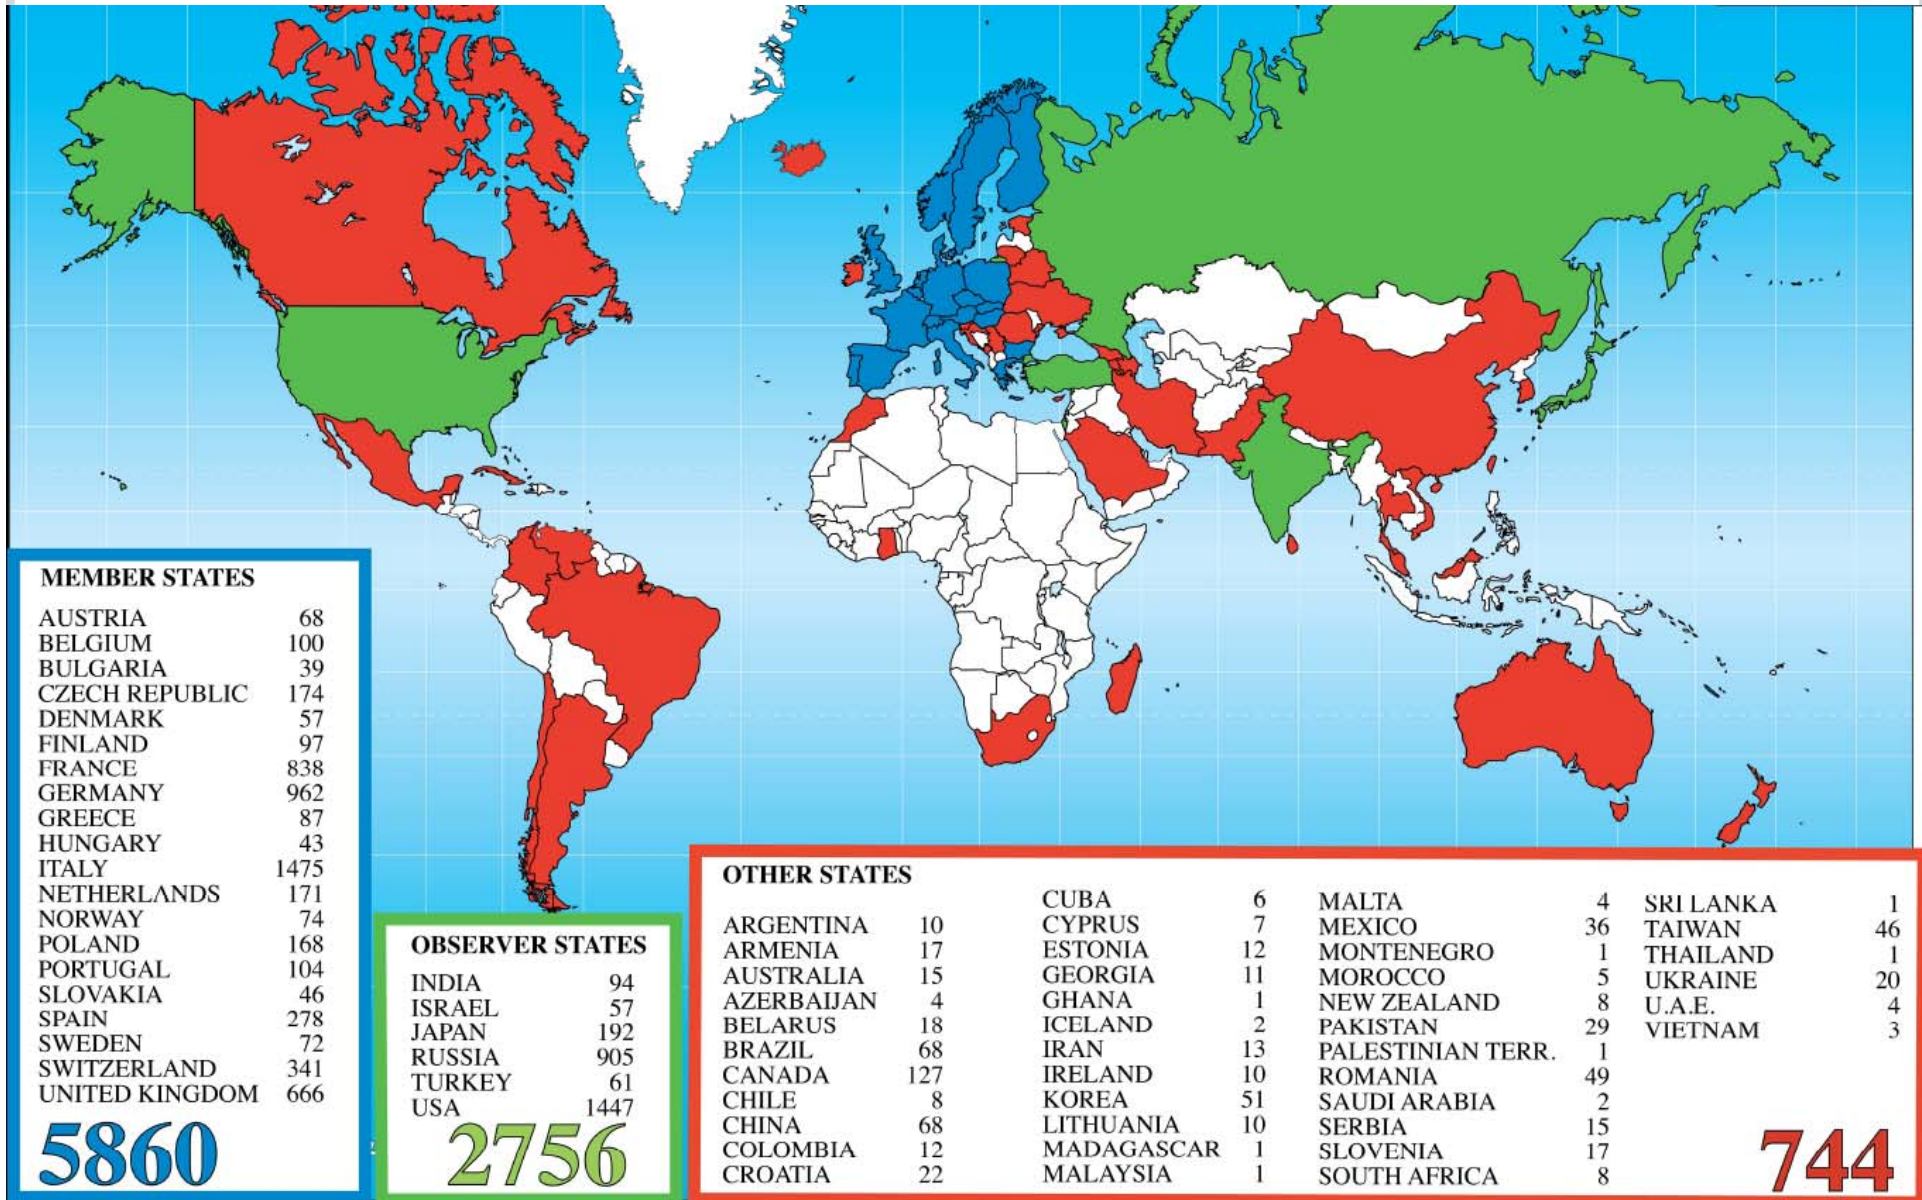 MEMBER STATES
AUSTRIA 68
BELGIUM 100
BULGARIA 39
CZECH REPUBLIC 174
DENMARK 57
FINLAND 97
FRANCE 838
GERMANY 962
GREECE 87
HUNGARY 43
ITALY 1475
NETHERLANDS 171
NORWAY 74
POLAND 168
PORTUGAL 104
SLOVAKIA 46
SPAIN 278
SWEDEN 72
SWITZERLAND 341
UNITED KINGDOM 666
5860
OBSERVER STATES
INDIA 94
ISRAEL 57
JAPAN 192
RUSSIA 905
TURKEY 61
USA 1447
2756
OTHER STATES
ARGENTINA 10
ARMENIA 17
AUSTRALIA 15
AZERBAIJAN 4
BELARUS 18
BRAZIL 68
CANADA 127
CHILE 8
CHINA 68
COLOMBIA 12
CROATIA 22
CUBA 6
CYPRUS 7
ESTONIA 12
GEORGIA 11
GHANA 1
ICELAND 2
IRAN 13
IRELAND 10
KOREA 51
LITHUANIA 10
MADAGASCAR 1
MALAYSIA 1
MALTA 4
MEXICO 36
MONTENEGRO 1
MOROCCO 5
NEW ZEALAND 8
PAKISTAN 29
PALESTINIAN TERR. 1
ROMANIA 49
SAUDI ARABIA 2
SERBIA 15
SLOVENIA 17
SOUTH AFRICA 8
SRI LANKA 1
TAIWAN 46
THAILAND 1
UKRAINE 20
U.A.E. 4
VIETNAM 3
744